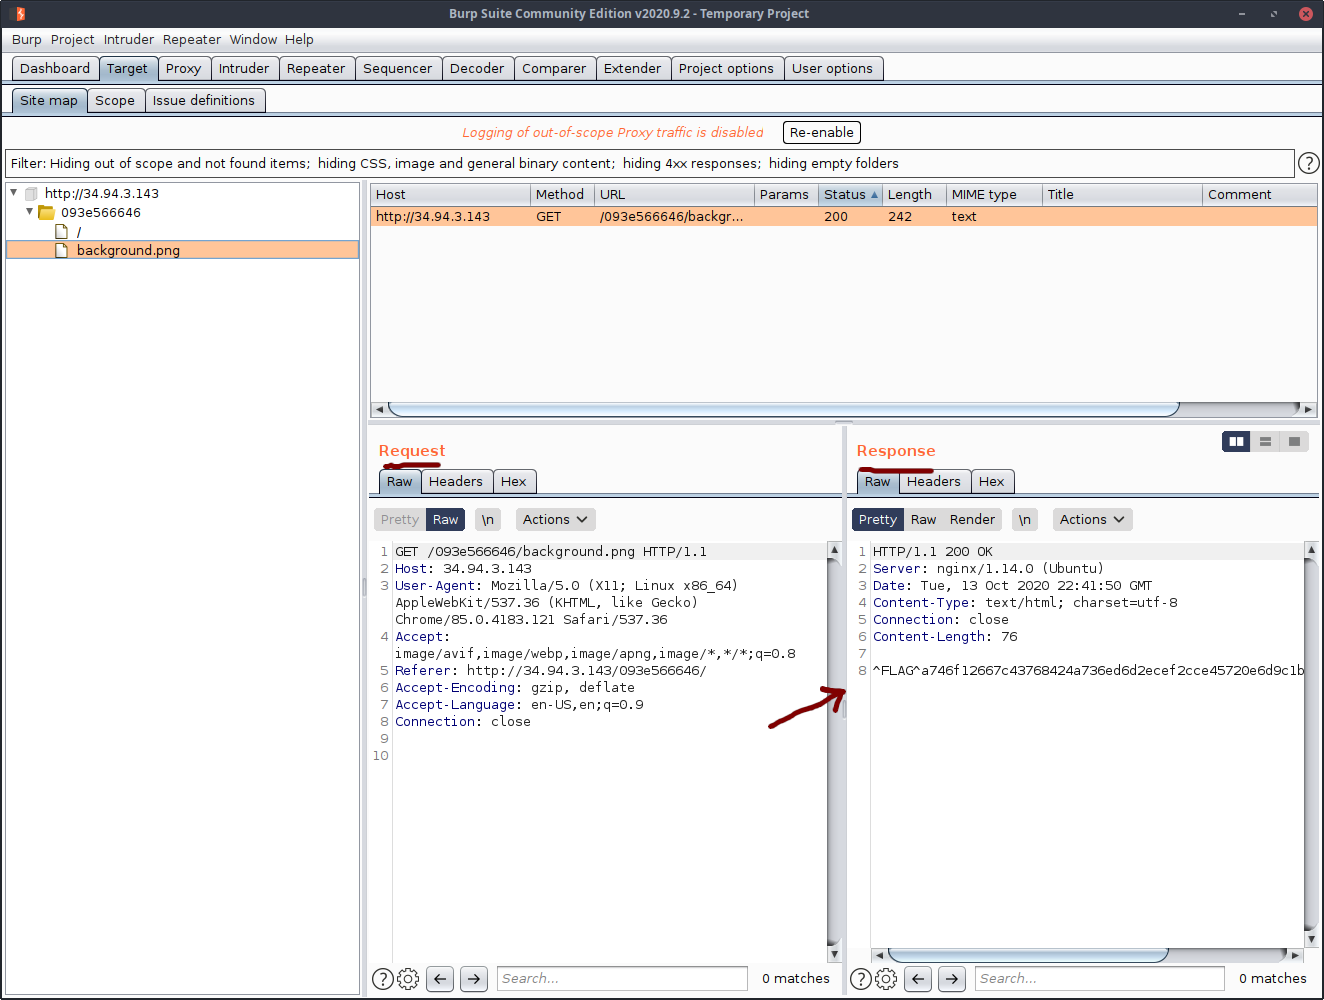 Burp Suite Community Edition v2020.9.2 - Temporary Project
Burp Project Intruder Repeater Window Help
Dashboard Target Proxy Intruder Repeater Sequencer Decoder Comparer Extender Project options User options
Site map Scope Issue definitions
Logging of out-of-scope Proxy traffic is disabled Re-enable
Filter: Hiding out of scope and not found items; hiding CSS, image and general binary content; hiding 4xx responses; hiding empty folders ?
http://34.94.3.143
093e566646
/
background.png
Host Method URL Params Status Length MIME type Title Comment
http://34.94.3.143 GET /093e566646/backgr... 200 242 text
Request
Raw Headers Hex
Pretty Raw \n Actions
1 GET /093e566646/background.png HTTP/1.1
2 Host: 34.94.3.143
3 User-Agent: Mozilla/5.0 (X11; Linux x86_64)
AppleWebKit/537.36 (KHTML, like Gecko)
Chrome/85.0.4183.121 Safari/537.36
4 Accept:
image/avif,image/webp,image/apng,image/*,*/*;q=0.8
5 Referer: http://34.94.3.143/093e566646/
6 Accept-Encoding: gzip, deflate
7 Accept-Language: en-US,en;q=0.9
8 Connection: close
9
10
? Search... 0 matches
Response
Raw Headers Hex
Pretty Raw Render \n Actions
1 HTTP/1.1 200 OK
2 Server: nginx/1.14.0 (Ubuntu)
3 Date: Tue, 13 Oct 2020 22:41:50 GMT
4 Content-Type: text/html; charset=utf-8
5 Connection: close
6 Content-Length: 76
7
8 ^FLAG^a746f12667c43768424a736ed6d2ecef2cce45720e6d9c1b
? Search... 0 matches